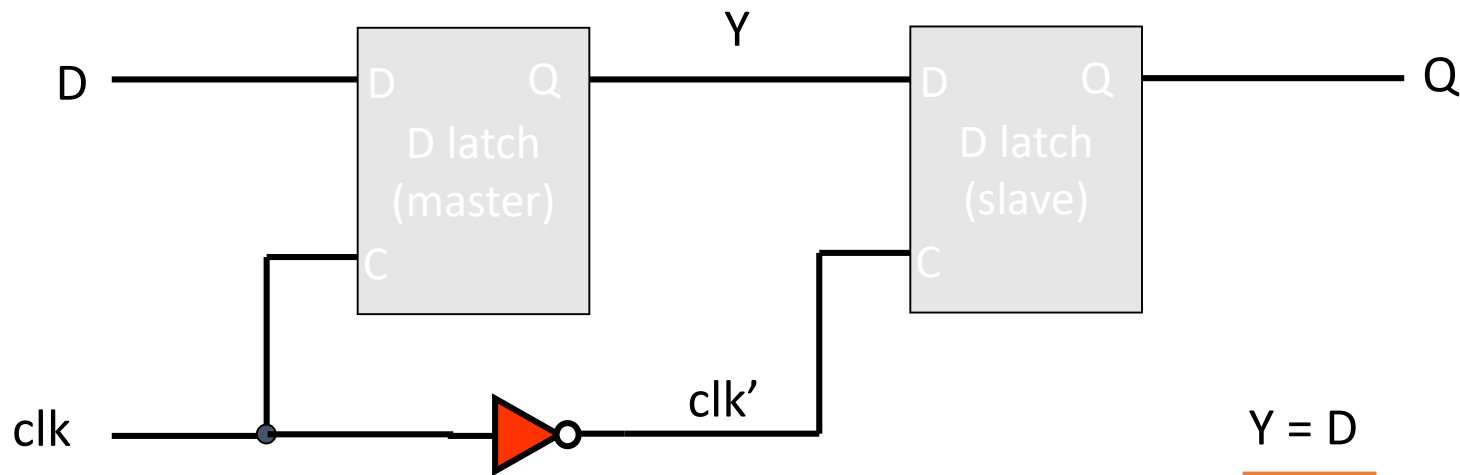 Y
D
D Q
D Q
Q
D latch
(master)
D latch
(slave)
C
C
clk
clk’
Y = D